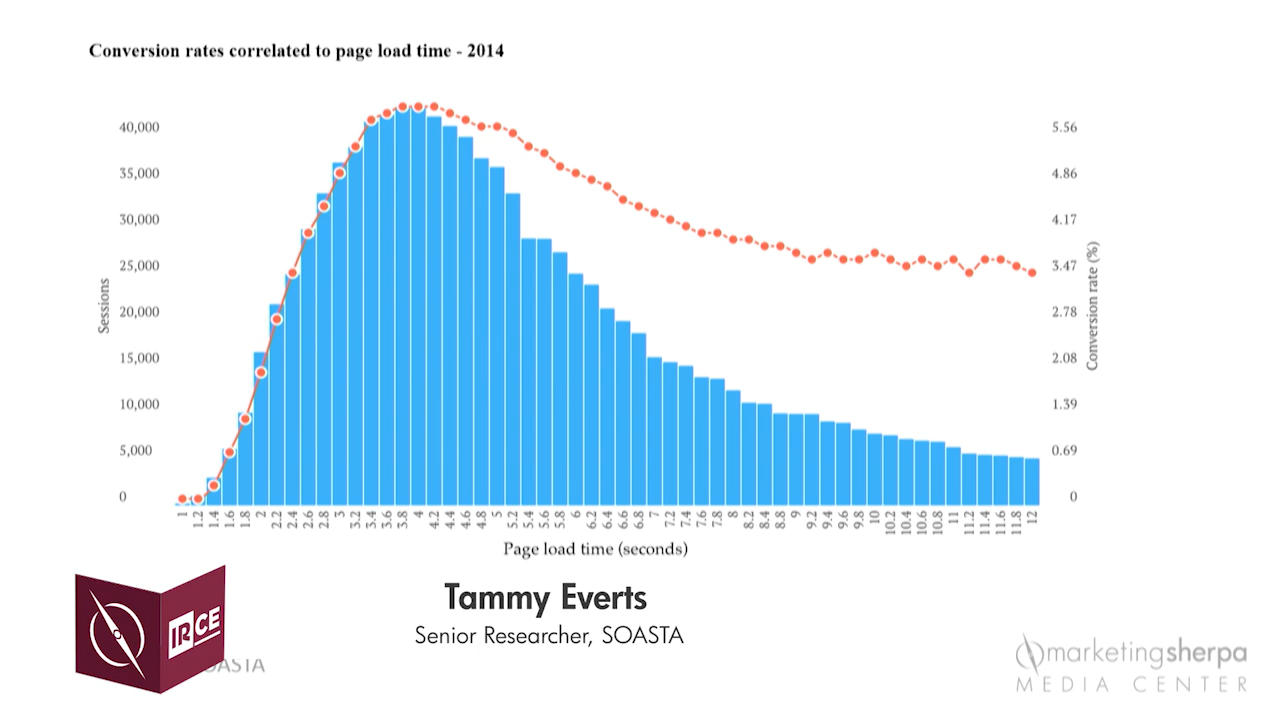 Conversion rates correlated to page load time - 2014
40,000
35,000
30,000
25,000
20,000
15,000
10,000
5,000
0
Sessions
5.56
4.86
4.17
3.47
2.78
2.08
1.39
0.69
0
Conversion rate (%)
1 1.2 1.4 1.6 1.8 2 2.2 2.4 2.6 2.8 3 3.2 3.4 3.6 3.8 4 4.2 4.4 4.6 4.8 5 5.2 5.4 5.6 5.8 6 6.2 6.4 6.6 6.8 7 7.2 7.4 7.6 7.8 8 8.2 8.4 8.8 9 9.2 9.4 9.6 9.8 10 10.2 10.4 10.6 10.8 11 11.2 11.4 11.6 11.8 12
Page load time (seconds)
IRCE
Tammy Everts
Senior Researcher, SOASTA
marketingsherpa
MEDIA CENTER